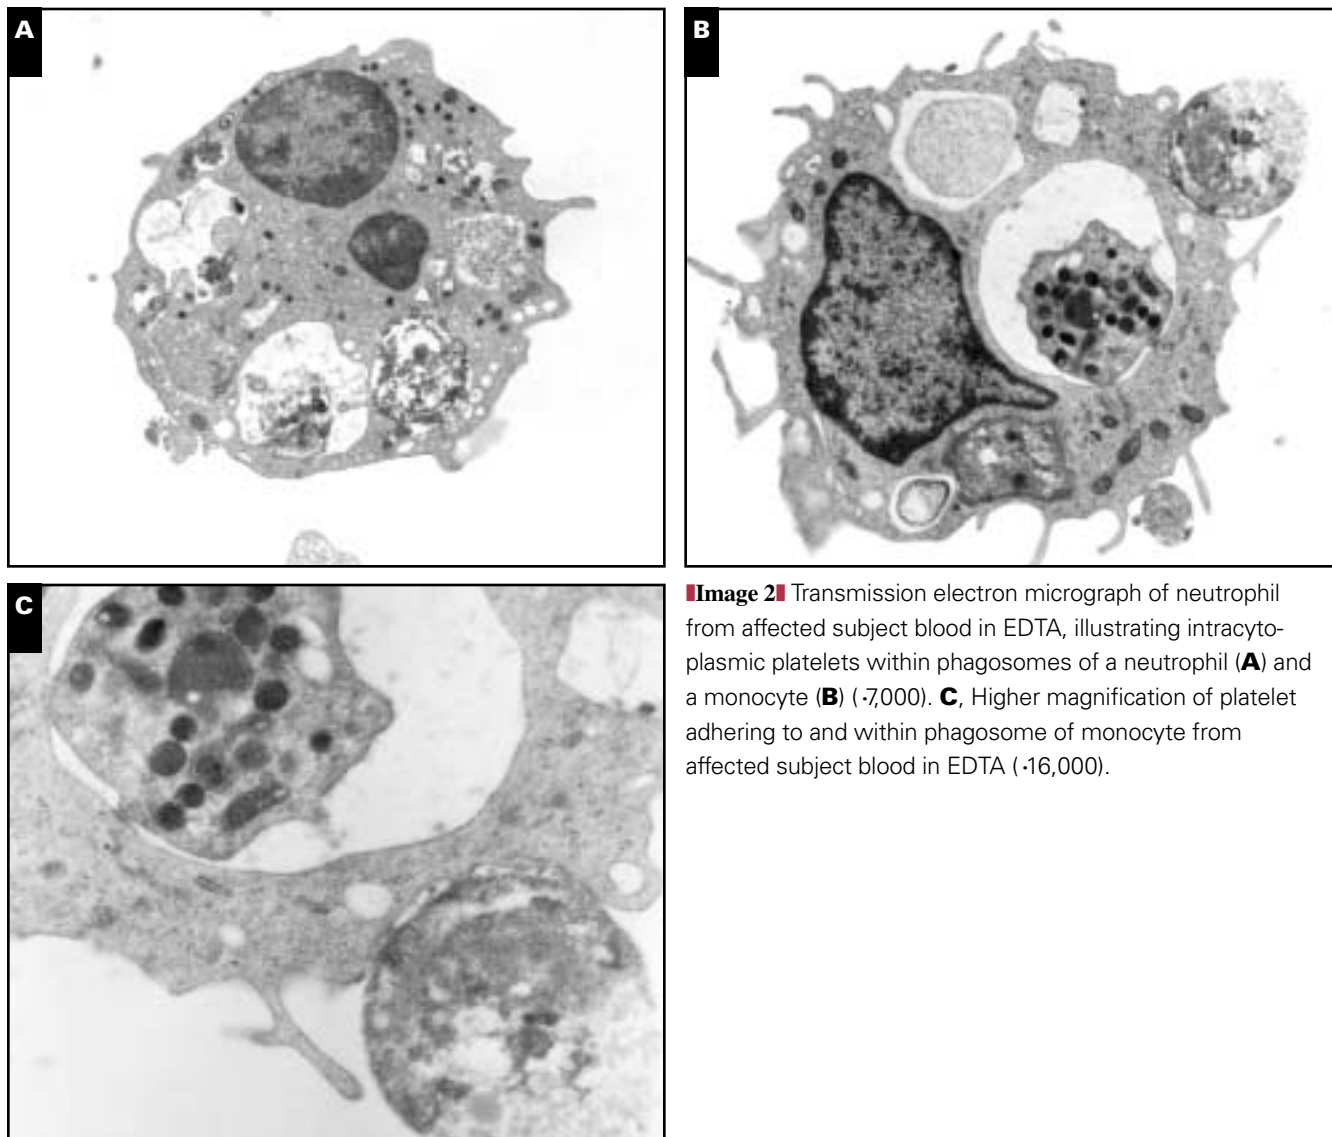 A
B
C
Image 2 Transmission electron micrograph of neutrophil
from affected subject blood in EDTA, illustrating intracyto-
plasmic platelets within phagosomes of a neutrophil (A) and
a monocyte (B) (·7,000). C, Higher magnification of platelet
adhering to and within phagosome of monocyte from
affected subject blood in EDTA (·16,000).